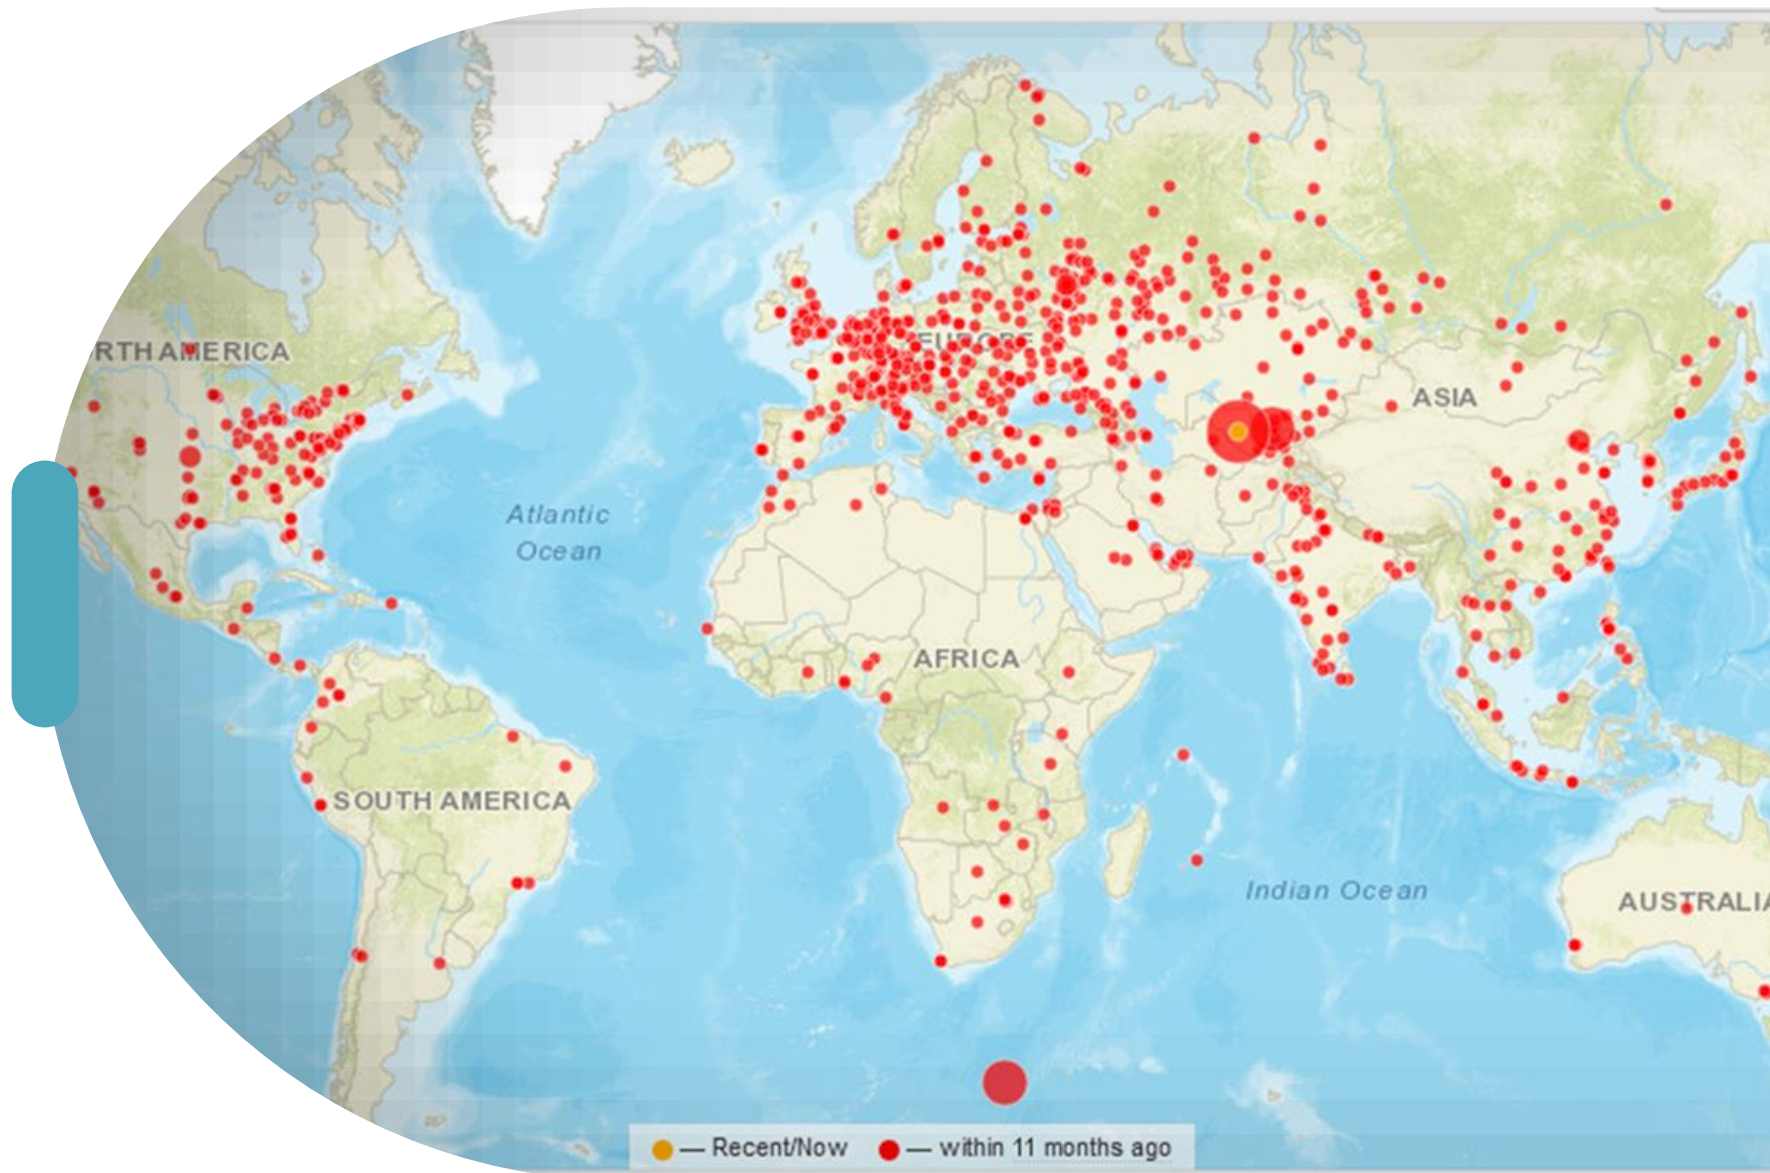 EUROPE
RTH AMERICA
ASIA
Atlantic
Ocean
AFRICA
SOUTH AMERICA
Indian Ocean
AUSTRALIA
— Recent/Now — within 11 months ago